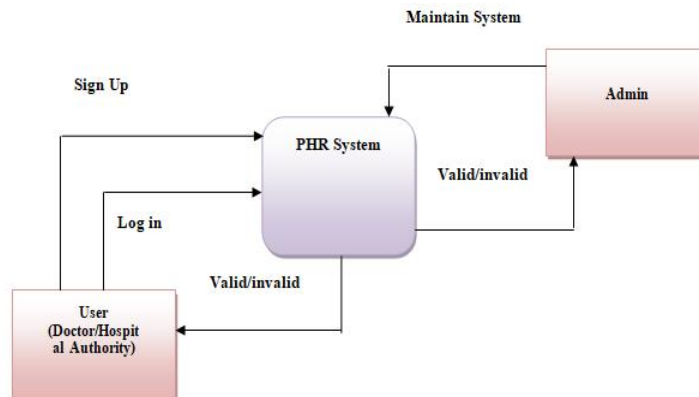 Maintain System
Sign Up
Admin
PHR System
Valid/invalid
Log in
Valid/invalid
User
(Doctor/Hospit
al Authority)